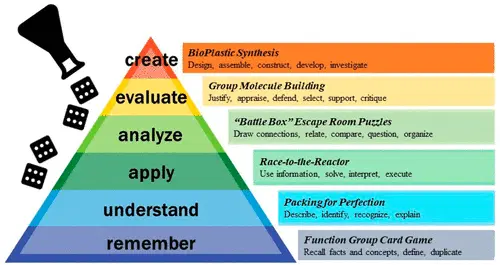 create
BioPlastic Synthesis
Design, assemble, construct, develop, investigate
evaluate
Group Molecule Building
Justify, appraise, defend, select, support, critique
analyze
“Battle Box” Escape Room Puzzles
Draw connections, relate, compare, question, organize
apply
Race-to-the-Reactor
Use information, solve, interpret, execute
understand
Packing for Perfection
Describe, identify, recognize, explain
remember
Function Group Card Game
Recall facts and concepts, define, duplicate